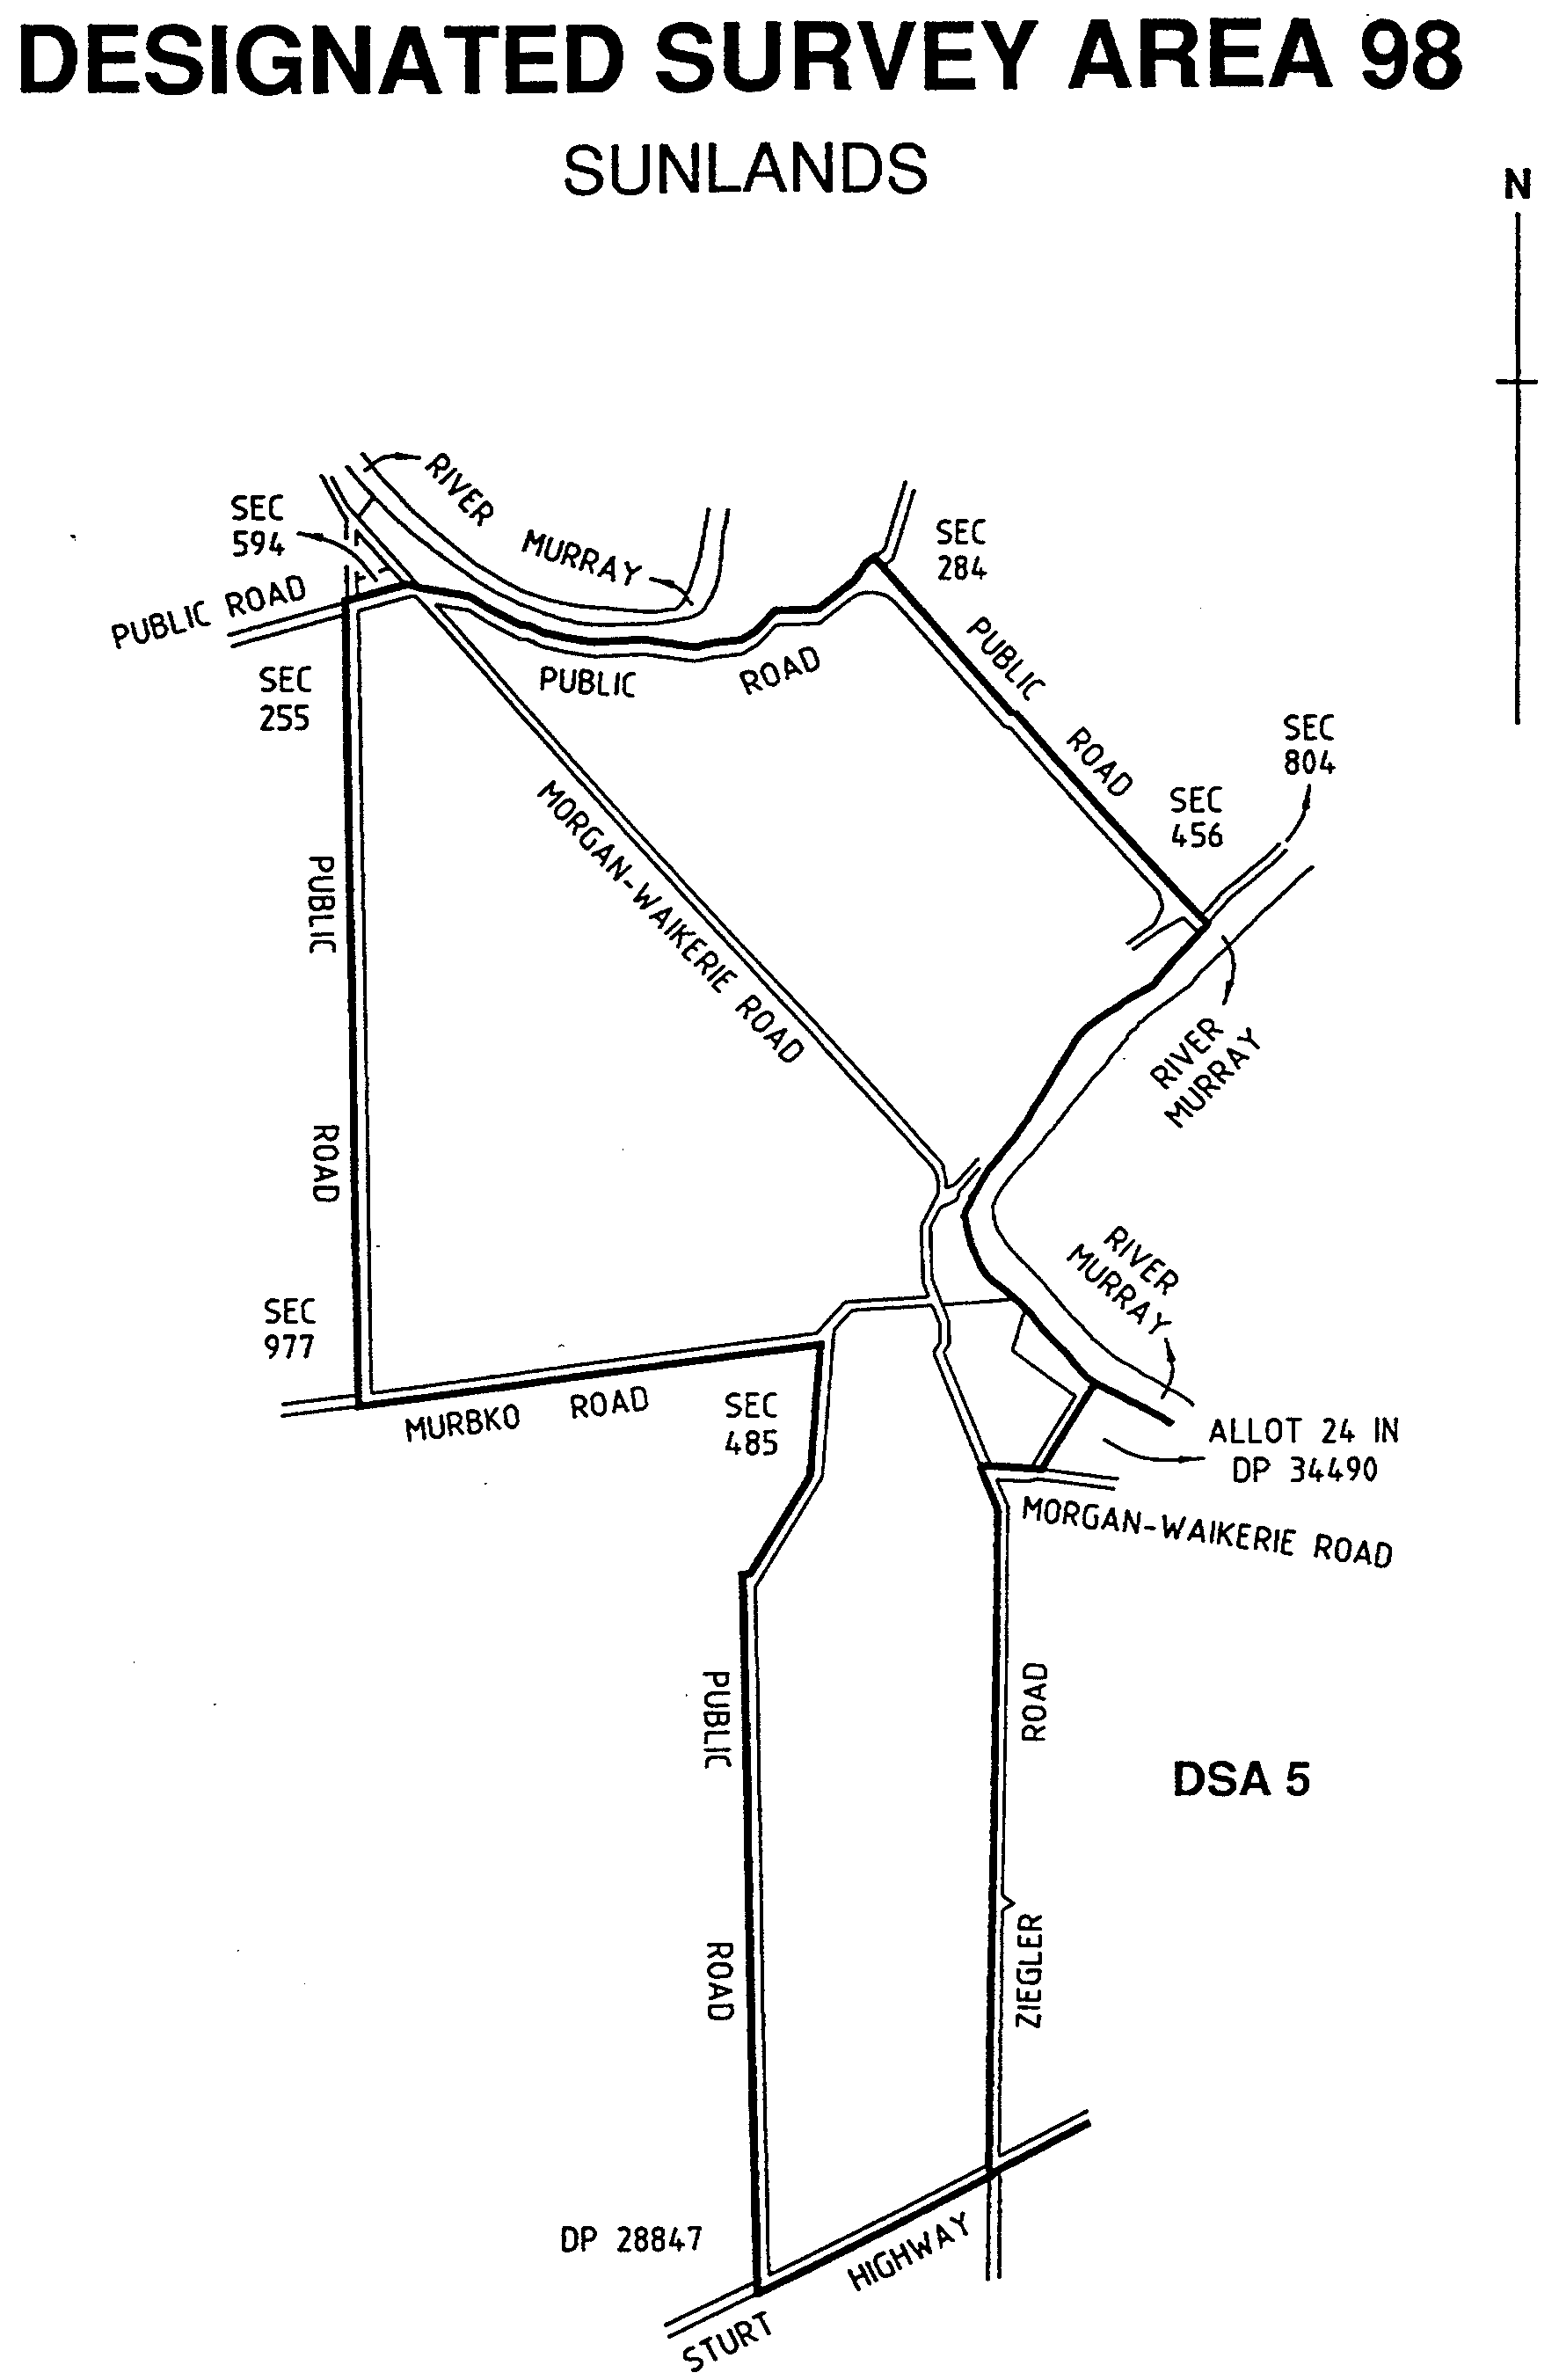 DESIGNATED SURVEY AREA 98
SUNLANDS
N
RIVER MURRAY
SEC
594
SEC
284
PUBLIC ROAD
SEC
255
PUBLIC ROAD
PUBLIC ROAD
SEC
804
SEC
456
MORGAN-WAIKERIE ROAD
PUBLIC ROAD
RIVER
MURRAY
RIVER
MURRAY
SEC
977
MURBKO ROAD
SEC
485
ALLOT 24 IN
DP 34490
MORGAN-WAIKERIE ROAD
PUBLIC ROAD
ZIEGLER ROAD
DSA 5
DP 28847
STURT HIGHWAY